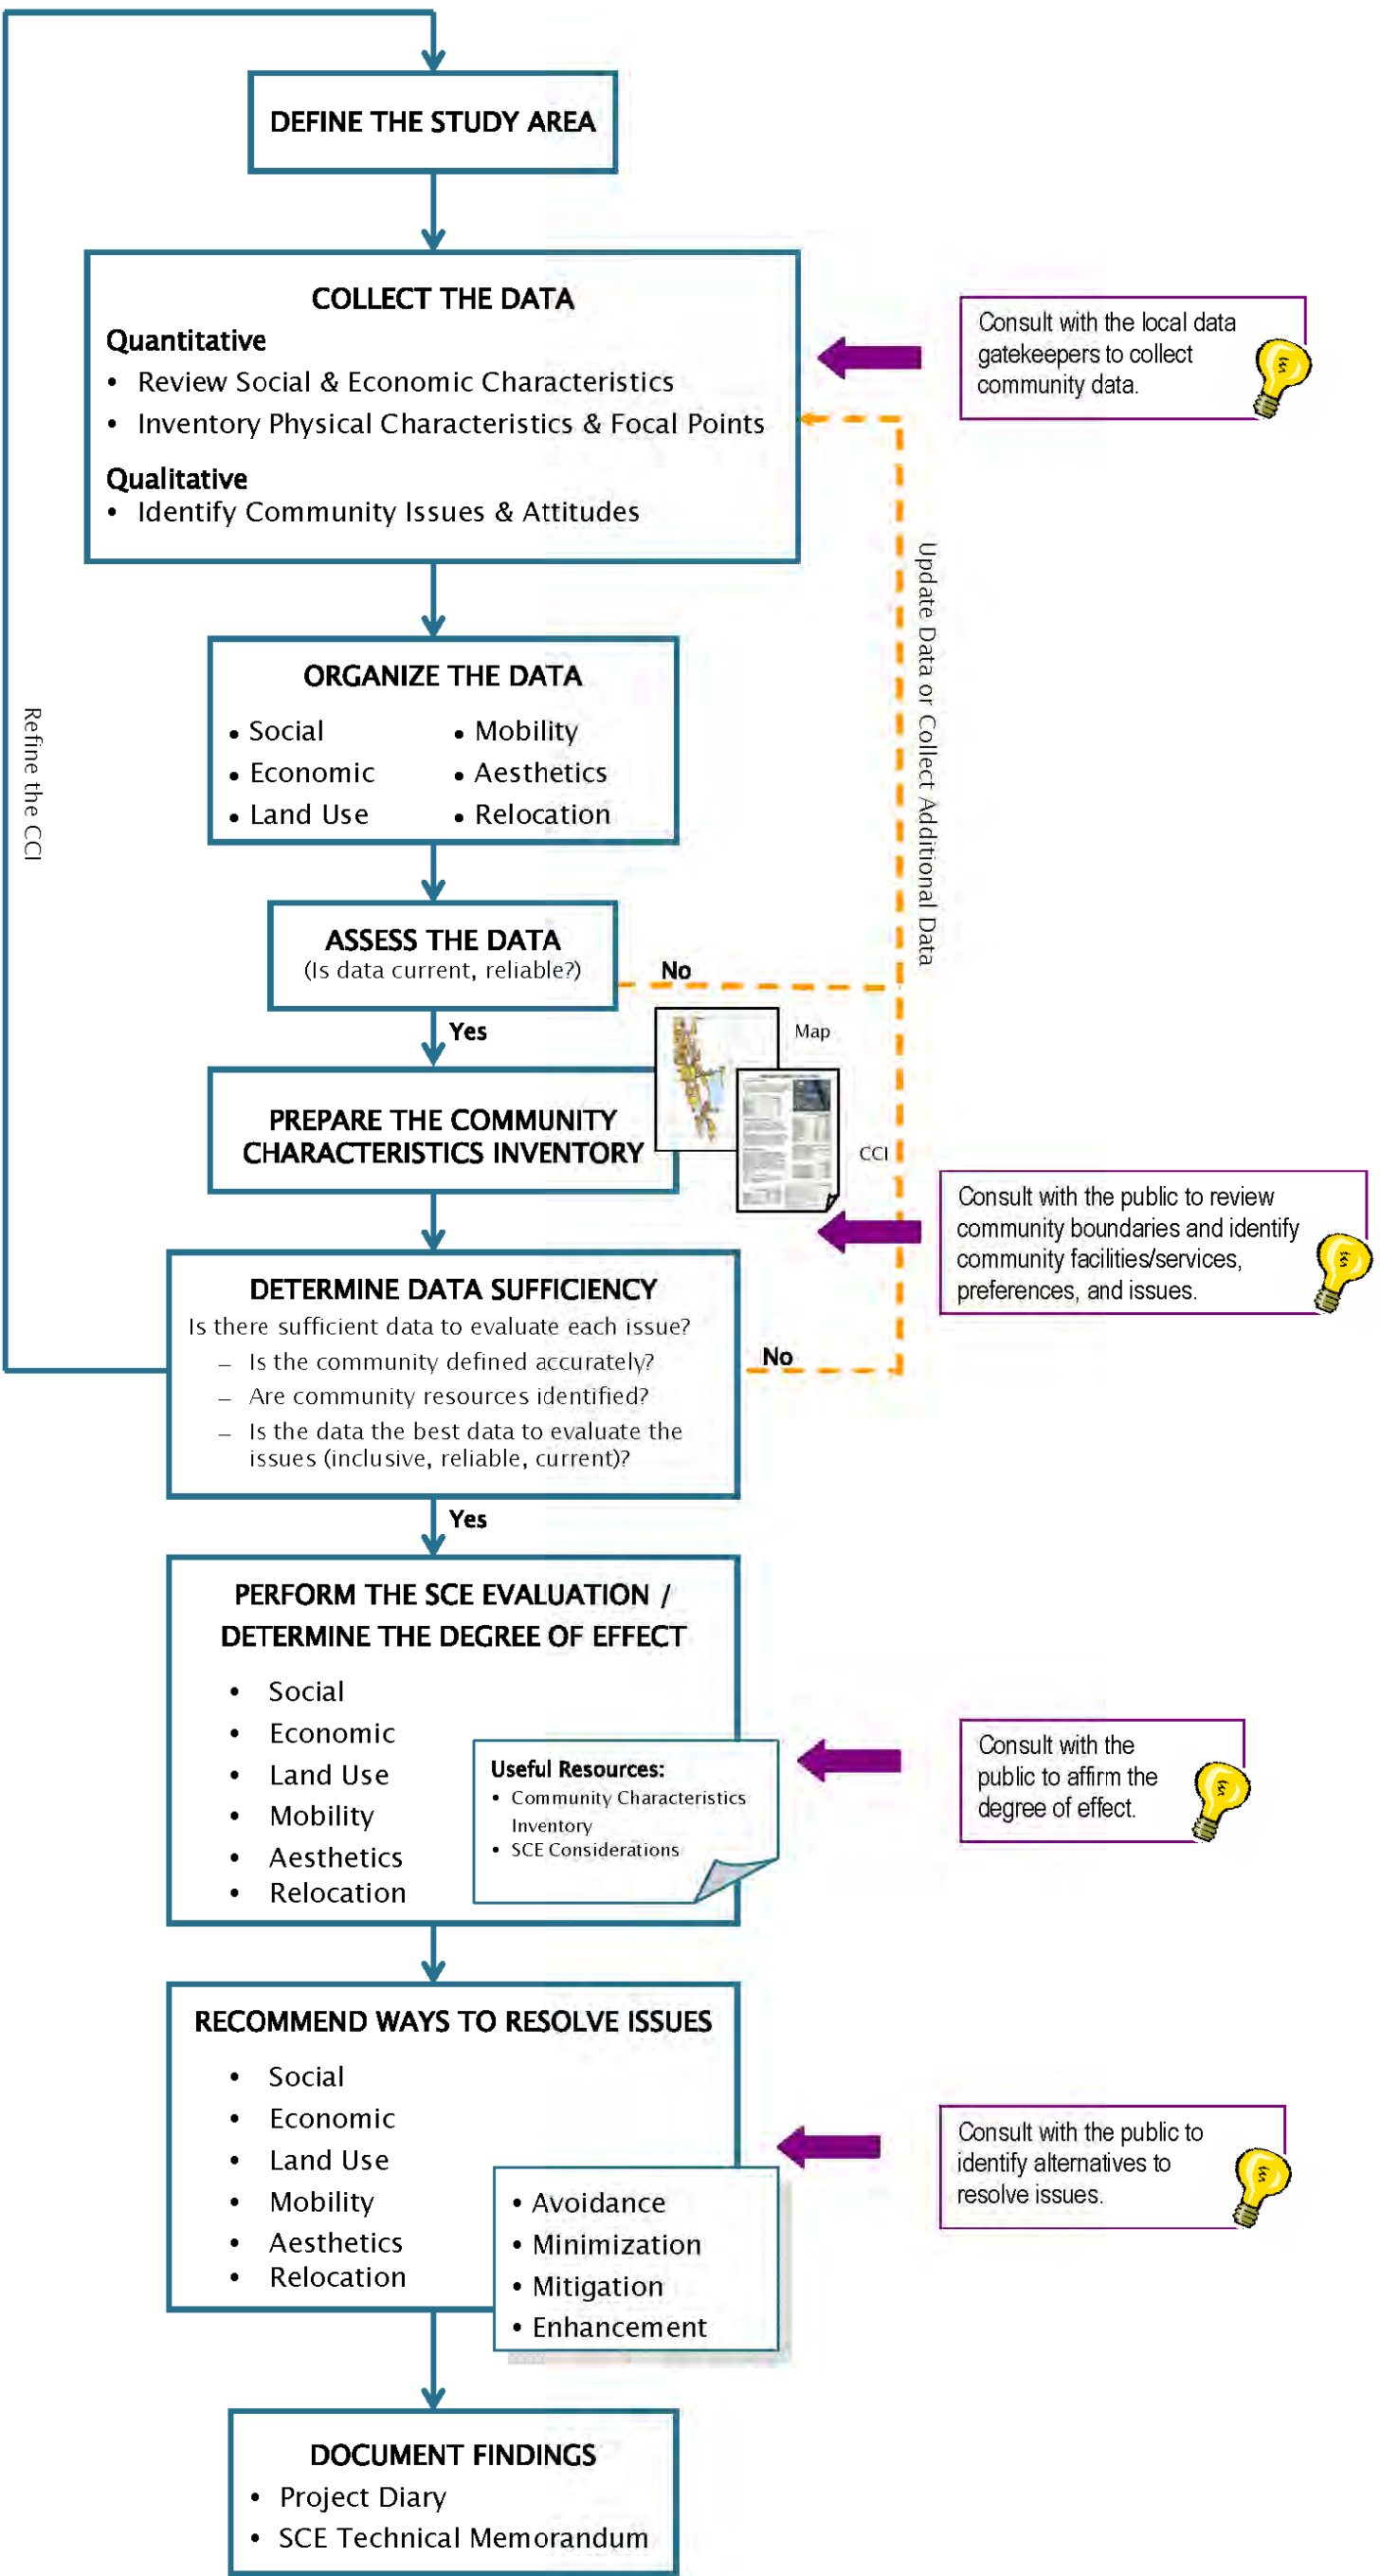 DEFINE THE STUDY AREA
COLLECT THE DATA
Quantitative
• Review Social & Economic Characteristics
• Inventory Physical Characteristics & Focal Points
Qualitative
• Identify Community Issues & Attitudes
Consult with the local data
gatekeepers to collect
community data.
Update Data or Collect Additional Data
Refine the CCI
ORGANIZE THE DATA
• Social
• Economic
• Land Use
• Mobility
• Aesthetics
• Relocation
ASSESS THE DATA
(Is data current, reliable?)
No
Yes
Map
PREPARE THE COMMUNITY
CHARACTERISTICS INVENTORY
CCI
Consult with the public to review
community boundaries and identify
community facilities/services,
preferences, and issues.
DETERMINE DATA SUFFICIENCY
Is there sufficient data to evaluate each issue?
– Is the community defined accurately?
– Are community resources identified?
– Is the data the best data to evaluate the
issues (inclusive, reliable, current)?
No
Yes
PERFORM THE SCE EVALUATION /
DETERMINE THE DEGREE OF EFFECT
• Social
• Economic
• Land Use
• Mobility
• Aesthetics
• Relocation
Useful Resources:
• Community Characteristics
Inventory
• SCE Considerations
Consult with the
public to affirm the
degree of effect.
RECOMMEND WAYS TO RESOLVE ISSUES
• Social
• Economic
• Land Use
• Mobility
• Aesthetics
• Relocation
• Avoidance
• Minimization
• Mitigation
• Enhancement
Consult with the public to
identify alternatives to
resolve issues.
DOCUMENT FINDINGS
• Project Diary
• SCE Technical Memorandum